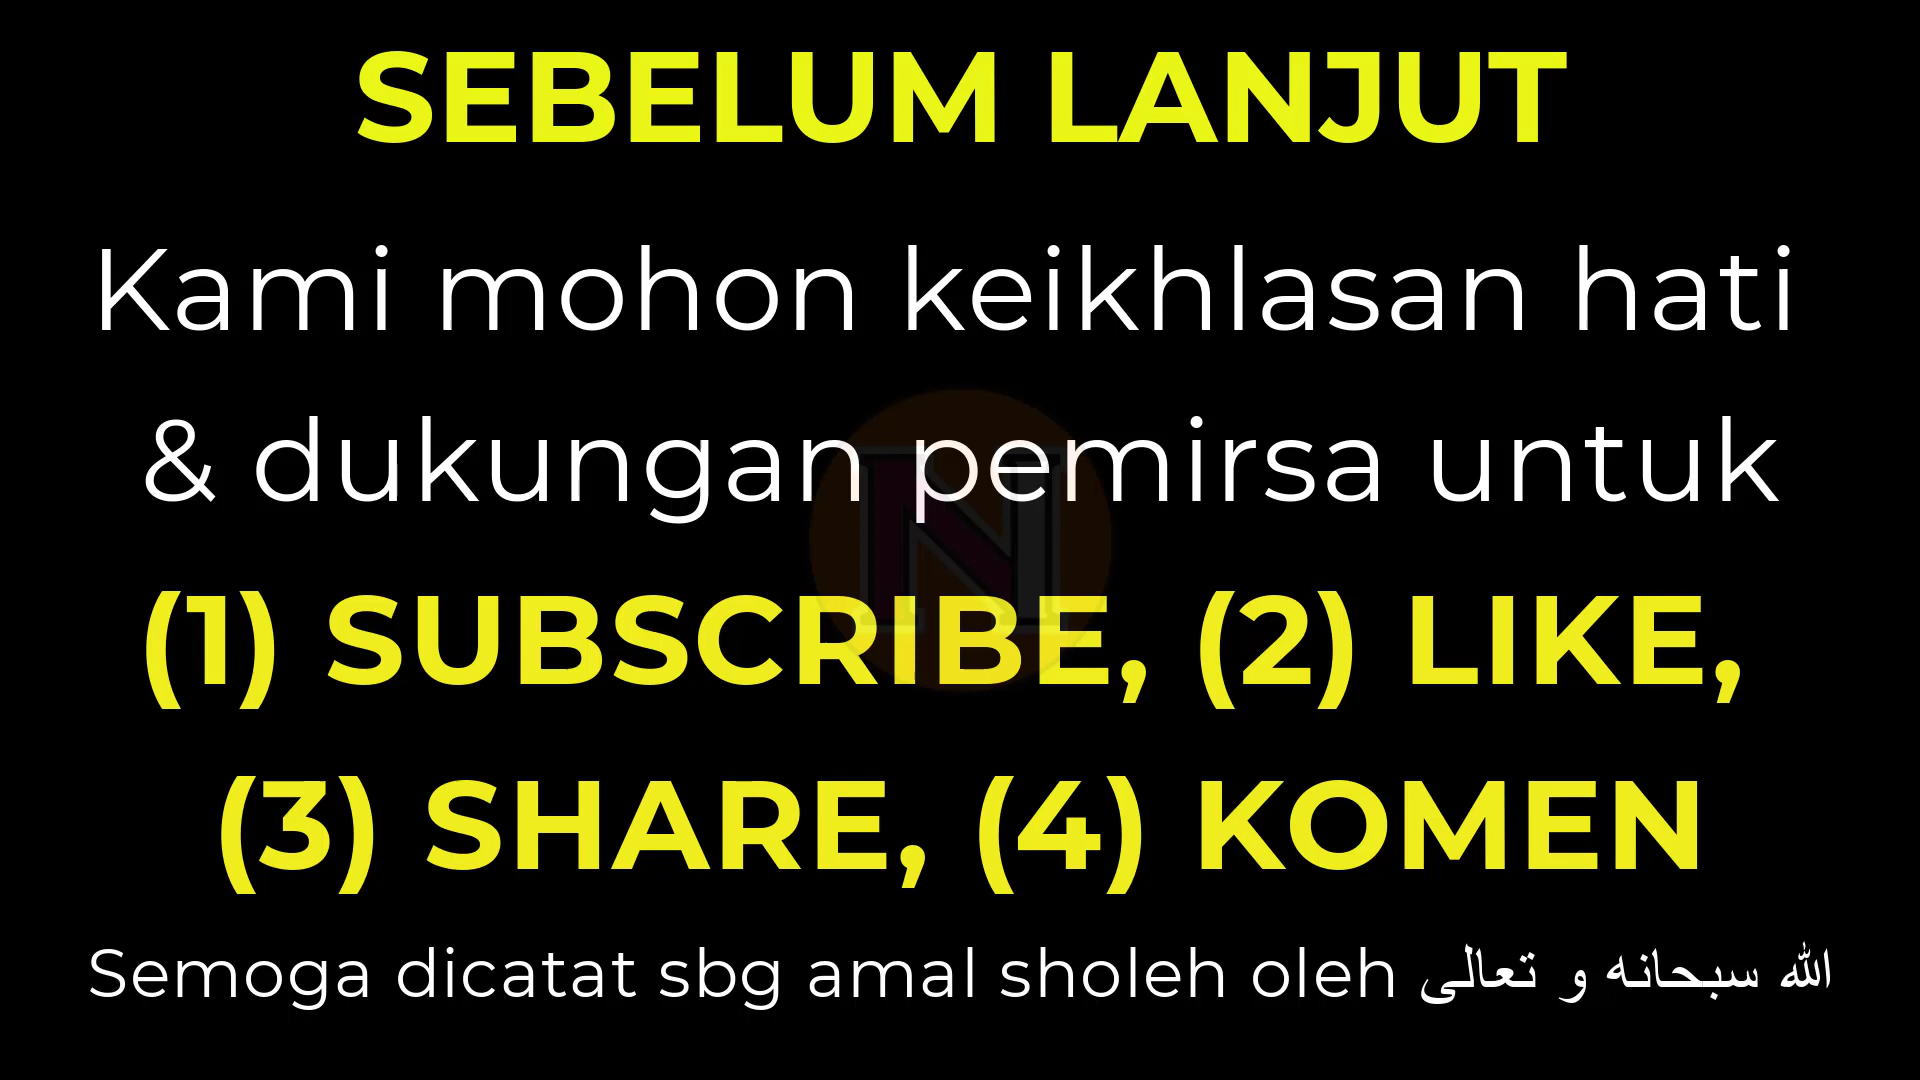 SEBELUM LANJUT
Kami mohon keikhlasan hati
& dukungan pemirsa untuk
(1) SUBSCRIBE, (2) LIKE,
(3) SHARE, (4) KOMEN
Semoga dicatat sbg amal sholeh oleh الله سبحانه و تعالى
N